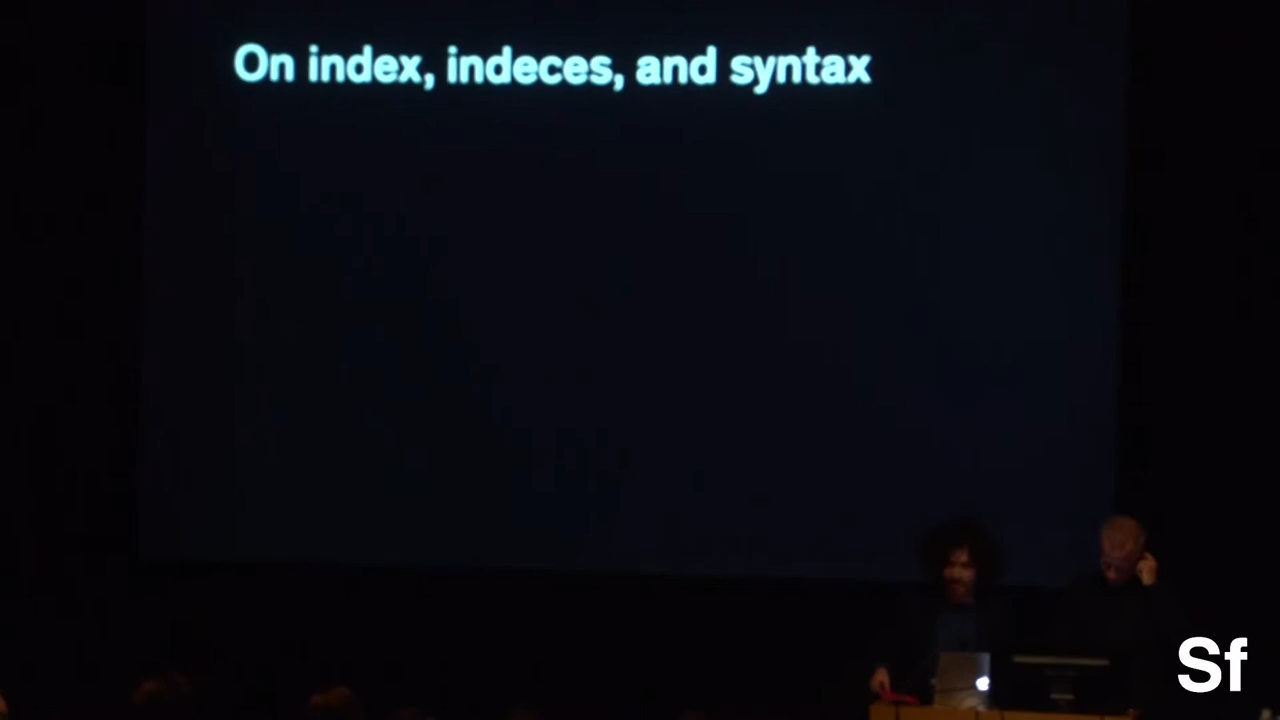 On index, indeces, and syntax
Sf